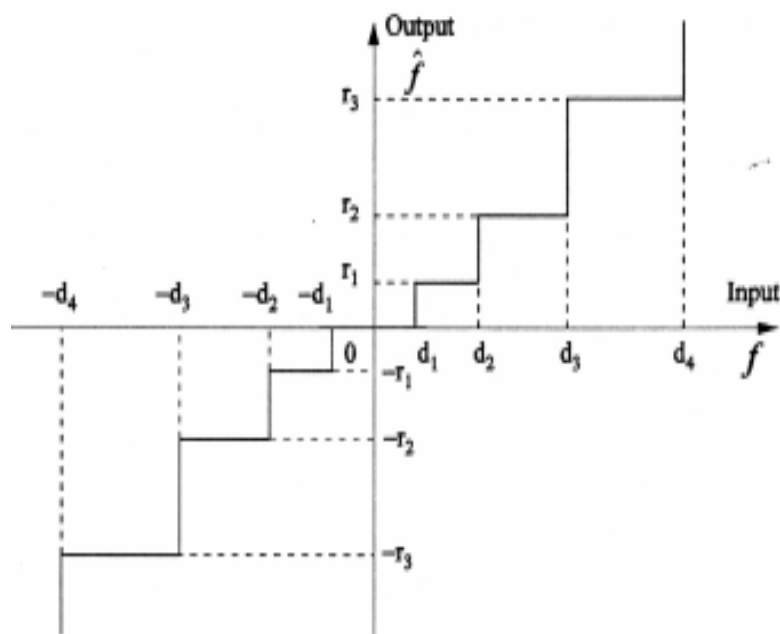 Output
f̂
r₃
r₂
r₁
−d₄ −d₃ −d₂ −d₁
Input
0 d₁ d₂ d₃ d₄ f
−r₁
−r₂
−r₃